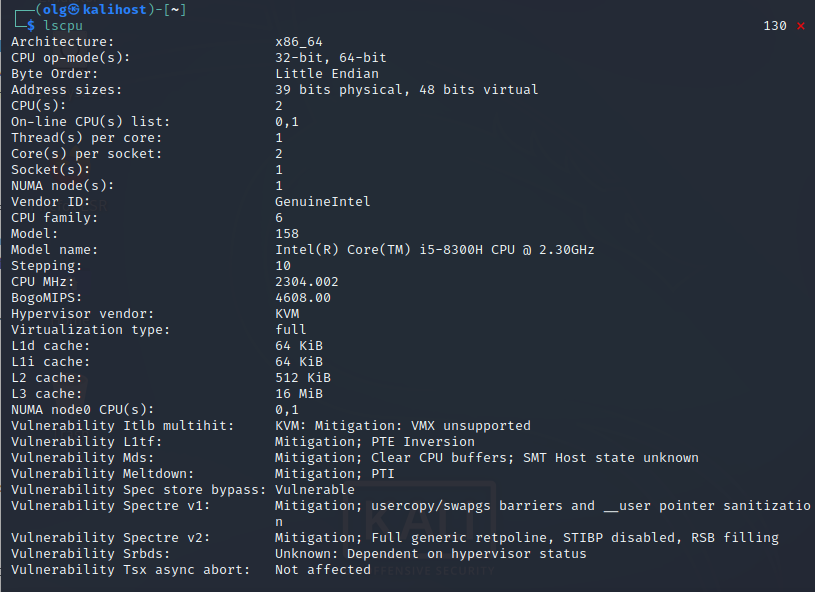 ┌──(olg㉿kalihost)-[~]
└─$ lscpu 130 ⨯
Architecture: x86_64
CPU op-mode(s): 32-bit, 64-bit
Byte Order: Little Endian
Address sizes: 39 bits physical, 48 bits virtual
CPU(s): 2
On-line CPU(s) list: 0,1
Thread(s) per core: 1
Core(s) per socket: 2
Socket(s): 1
NUMA node(s): 1
Vendor ID: GenuineIntel
CPU family: 6
Model: 158
Model name: Intel(R) Core(TM) i5-8300H CPU @ 2.30GHz
Stepping: 10
CPU MHz: 2304.002
BogoMIPS: 4608.00
Hypervisor vendor: KVM
Virtualization type: full
L1d cache: 64 KiB
L1i cache: 64 KiB
L2 cache: 512 KiB
L3 cache: 16 MiB
NUMA node0 CPU(s): 0,1
Vulnerability Itlb multihit: KVM: Mitigation: VMX unsupported
Vulnerability L1tf: Mitigation; PTE Inversion
Vulnerability Mds: Mitigation; Clear CPU buffers; SMT Host state unknown
Vulnerability Meltdown: Mitigation; PTI
Vulnerability Spec store bypass: Vulnerable
Vulnerability Spectre v1: Mitigation; usercopy/swapgs barriers and __user pointer sanitizatio
n
Vulnerability Spectre v2: Mitigation; Full generic retpoline, STIBP disabled, RSB filling
Vulnerability Srbds: Unknown: Dependent on hypervisor status
Vulnerability Tsx async abort: Not affected
KALI
OFFENSIVE SECURITY